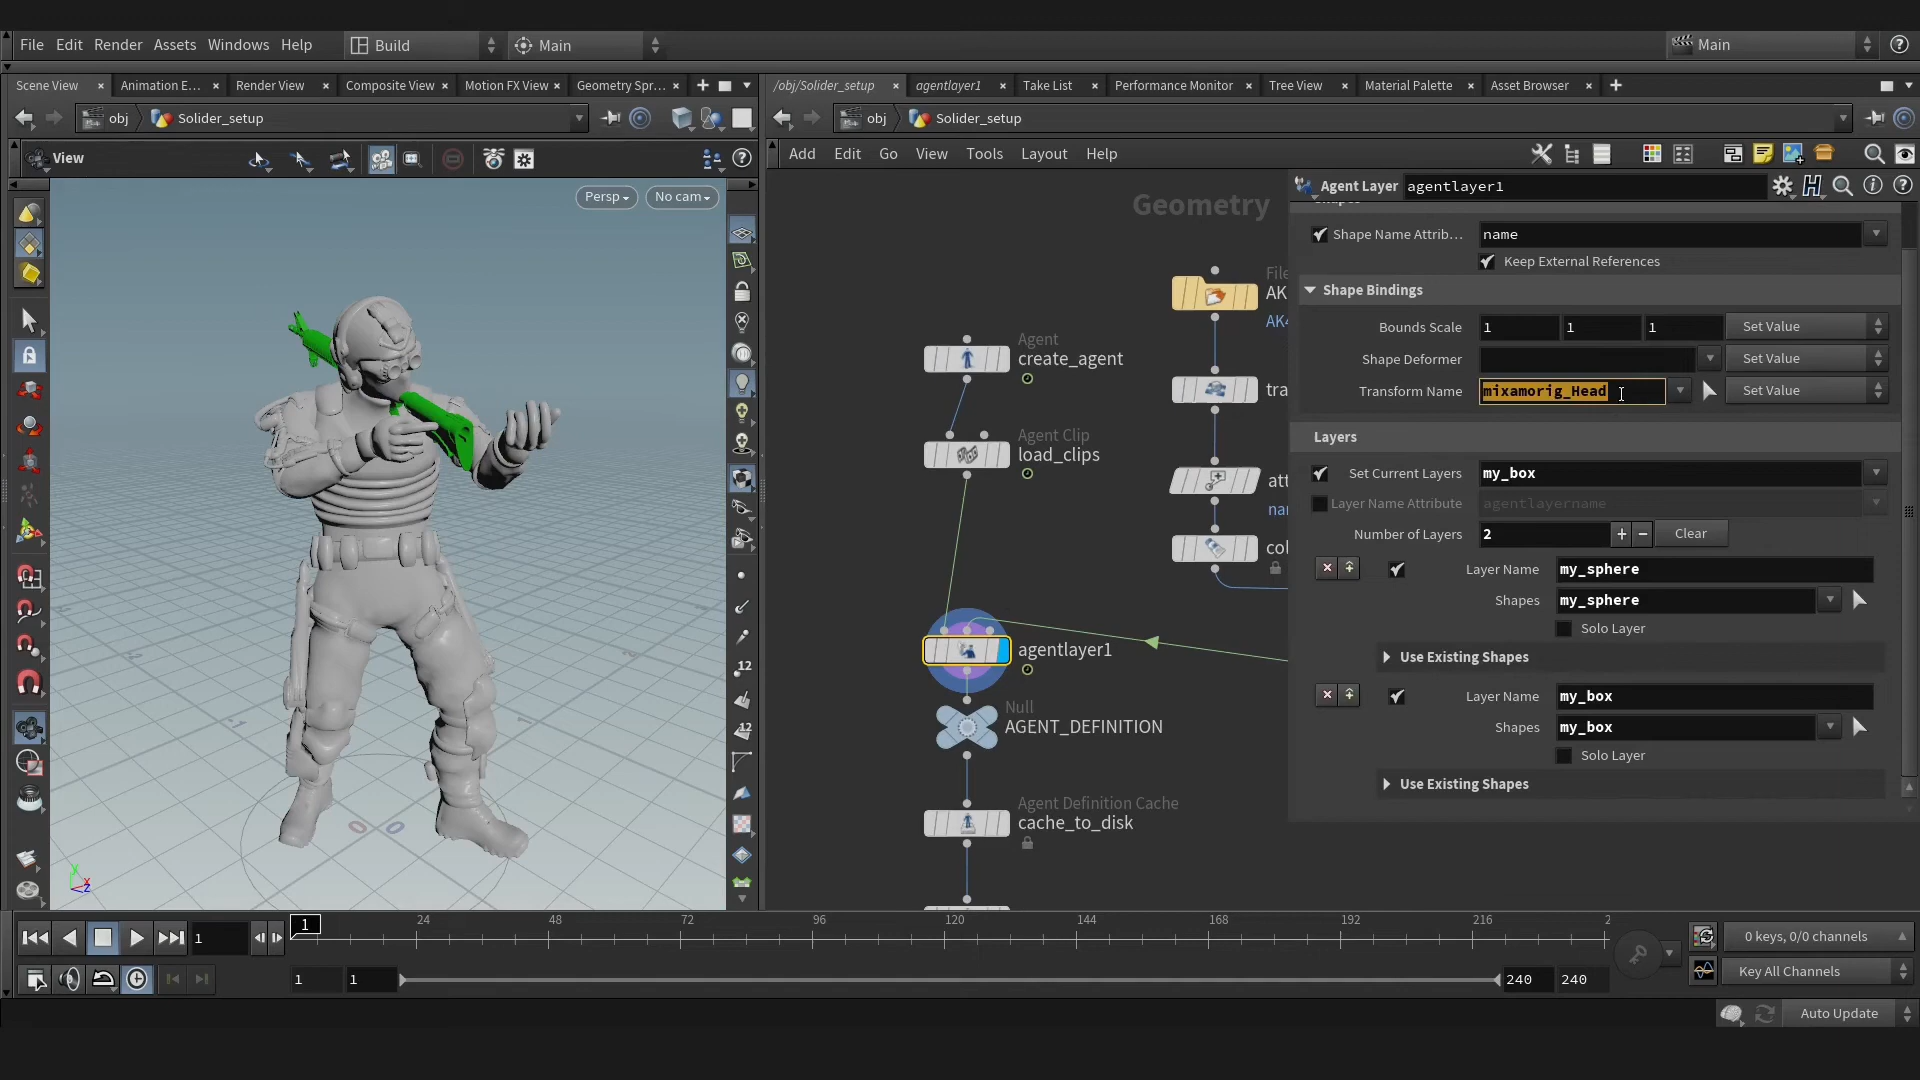 File Edit Render Assets Windows Help Build Main Main
Scene View Animation E... Render View Composite View Motion FX View Geometry Spr...
/obj/Solider_setup agentlayer1 Take List Performance Monitor Tree View Material Palette Asset Browser
obj Solider_setup
obj Solider_setup
View
Add Edit Go View Tools Layout Help
Persp No cam
Geometry
Agent Layer agentlayer1
Shapes
Shape Name Attrib... name
Keep External References
Shape Bindings
Bounds Scale 1 1 1 Set Value
Shape Deformer Set Value
Transform Name mixamorig_Head Set Value
Layers
Set Current Layers my_box
Layer Name Attribute agentlayername
Number of Layers 2 Clear
Layer Name my_sphere
Shapes my_sphere
Solo Layer
Use Existing Shapes
Layer Name my_box
Shapes my_box
Solo Layer
Use Existing Shapes
File
AK
AK4
tra
att
nar
col
Agent
create_agent
Agent Clip
load_clips
agentlayer1
Null
AGENT_DEFINITION
Agent Definition Cache
cache_to_disk
12
12
y
x
z
1 1 24 48 72 96 120 144 168 192 216 2
1 1 240 240
0 keys, 0/0 channels
Key All Channels
Auto Update